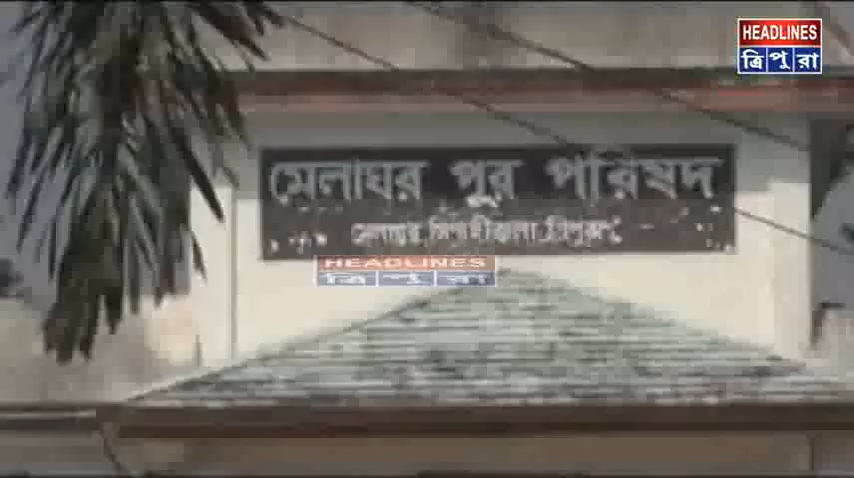 HEADLINES
ত্রিপুরা
মেলাঘর পুর পরিষদ
মেলাঘর সিপাহীজলা ত্রিপুরা
HEADLINES
ত্রিপুরা